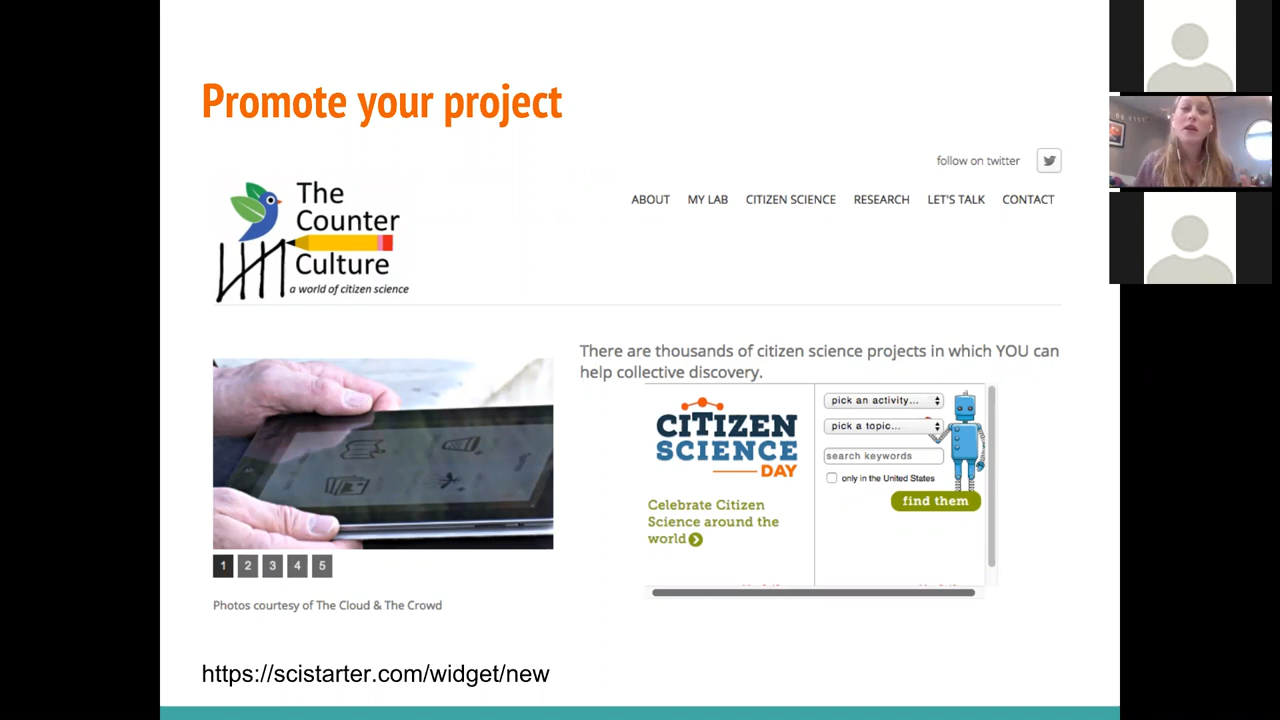 Promote your project
follow on twitter
The
Counter
Culture
a world of citizen science
ABOUT MY LAB CITIZEN SCIENCE RESEARCH LET'S TALK CONTACT
There are thousands of citizen science projects in which YOU can
help collective discovery.
CITIZEN
SCIENCE
DAY
Celebrate Citizen
Science around the
world
pick an activity...
pick a topic...
search keywords
only in the United States
find them
1 2 3 4 5
Photos courtesy of The Cloud & The Crowd
https://scistarter.com/widget/new